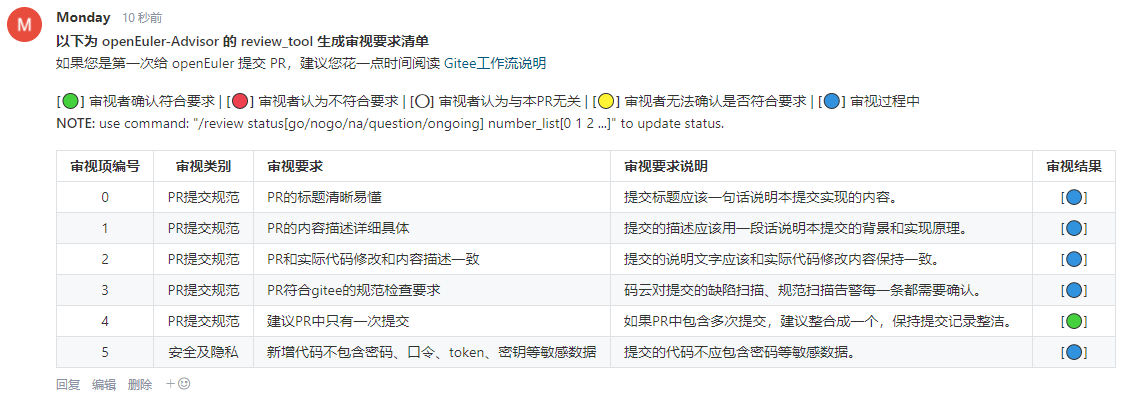 M
Monday 10 秒前
以下为 openEuler-Advisor 的 review_tool 生成审视要求清单
如果您是第一次给 openEuler 提交 PR，建议您花一点时间阅读 Gitee工作流说明
[🟢] 审视者确认符合要求 | [🔴] 审视者认为不符合要求 | [⚪] 审视者认为与本PR无关 | [🟡] 审视者无法确认是否符合要求 | [🔵] 审视过程中
NOTE: use command: "/review status[go/nogo/na/question/ongoing] number_list[0 1 2 ...]" to update status.
审视项编号 审视类别 审视要求 审视要求说明 审视结果
0 PR提交规范 PR的标题清晰易懂 提交标题应该一句话说明本提交实现的内容。 [🔵]
1 PR提交规范 PR的内容描述详细具体 提交的描述应该用一段话说明本提交的背景和实现原理。 [🔵]
2 PR提交规范 PR和实际代码修改和内容描述一致 提交的说明文字应该和实际代码修改内容保持一致。 [🔵]
3 PR提交规范 PR符合gitee的规范检查要求 码云对提交的缺陷扫描、规范扫描告警每一条都需要确认。 [🔵]
4 PR提交规范 建议PR中只有一次提交 如果PR中包含多次提交，建议整合成一个，保持提交记录整洁。 [🟢]
5 安全及隐私 新增代码不包含密码、口令、token、密钥等敏感数据 提交的代码不应包含密码等敏感数据。 [🔵]
回复 编辑 删除 +☺